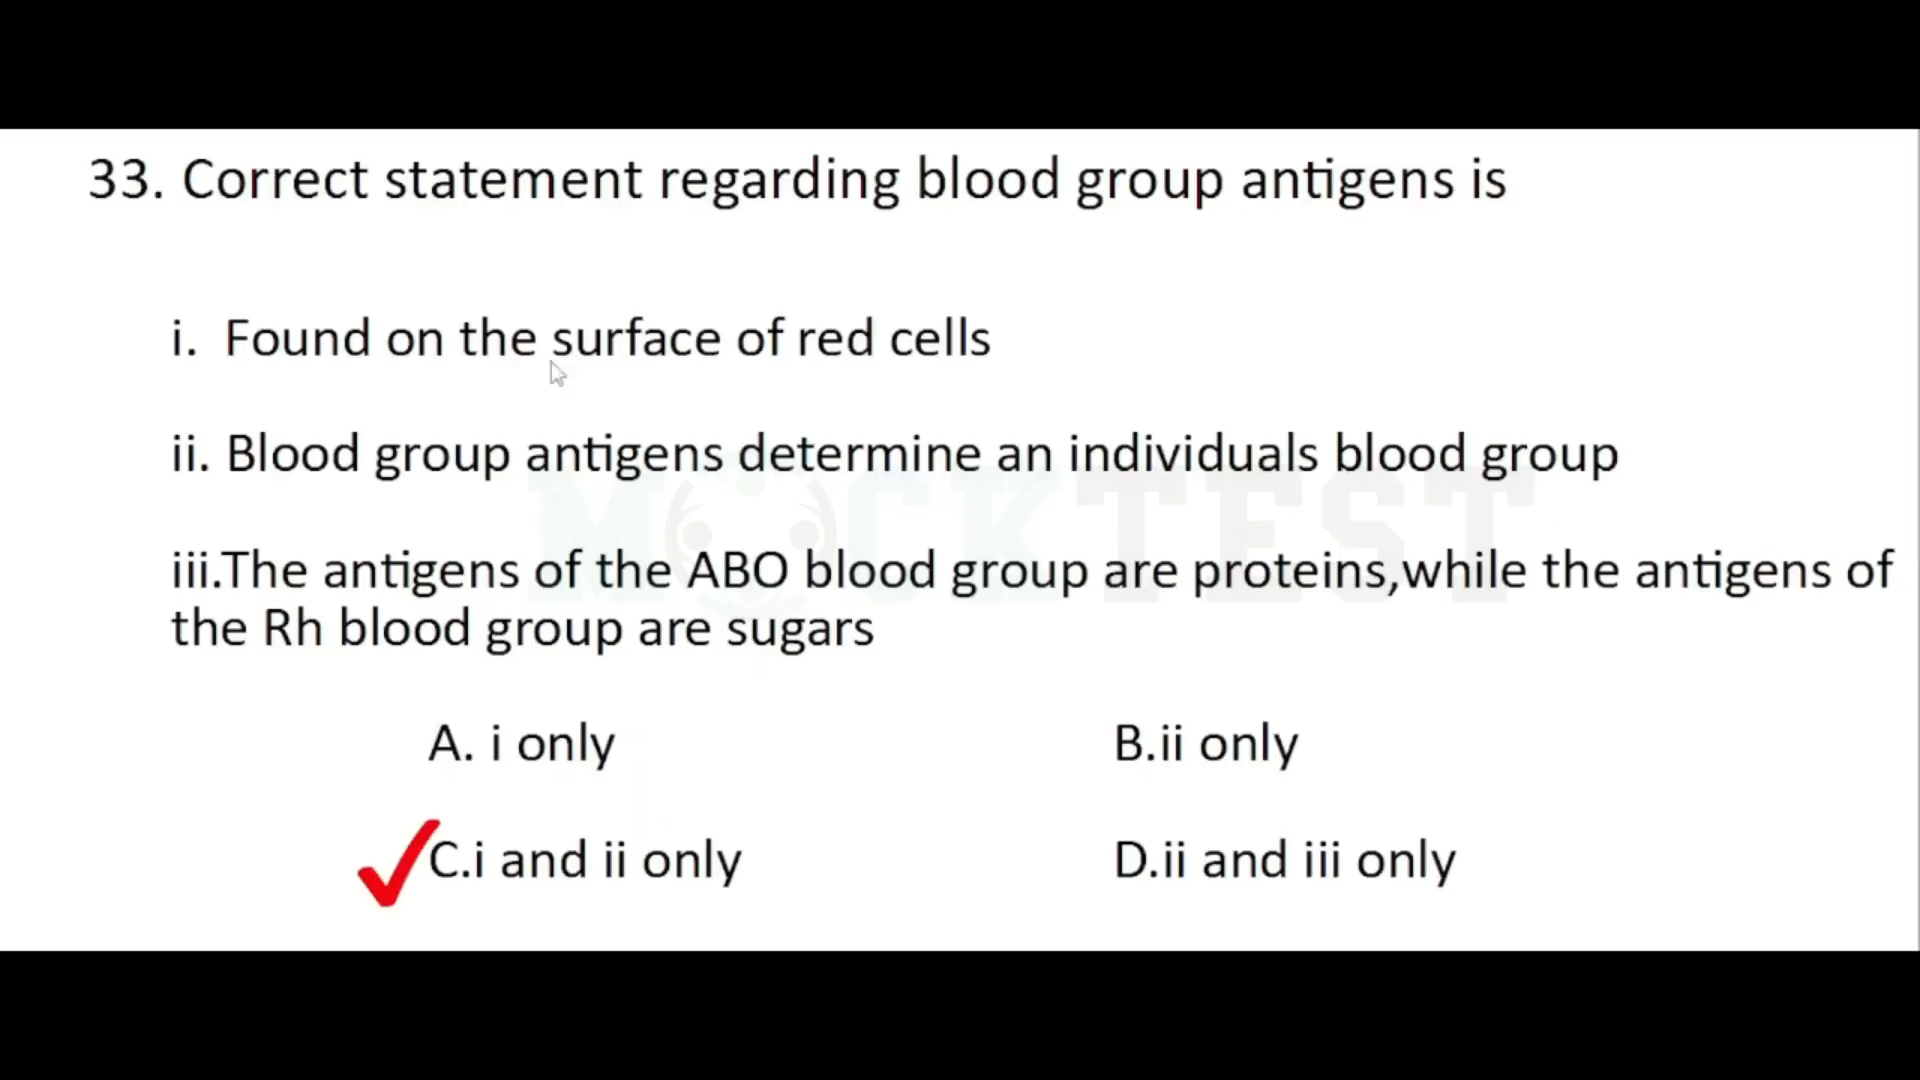 33. Correct statement regarding blood group antigens is
i. Found on the surface of red cells
ii. Blood group antigens determine an individuals blood group
MOCKTEST
iii.The antigens of the ABO blood group are proteins,while the antigens of
the Rh blood group are sugars
A. i only
B.ii only
C.i and ii only
D.ii and iii only